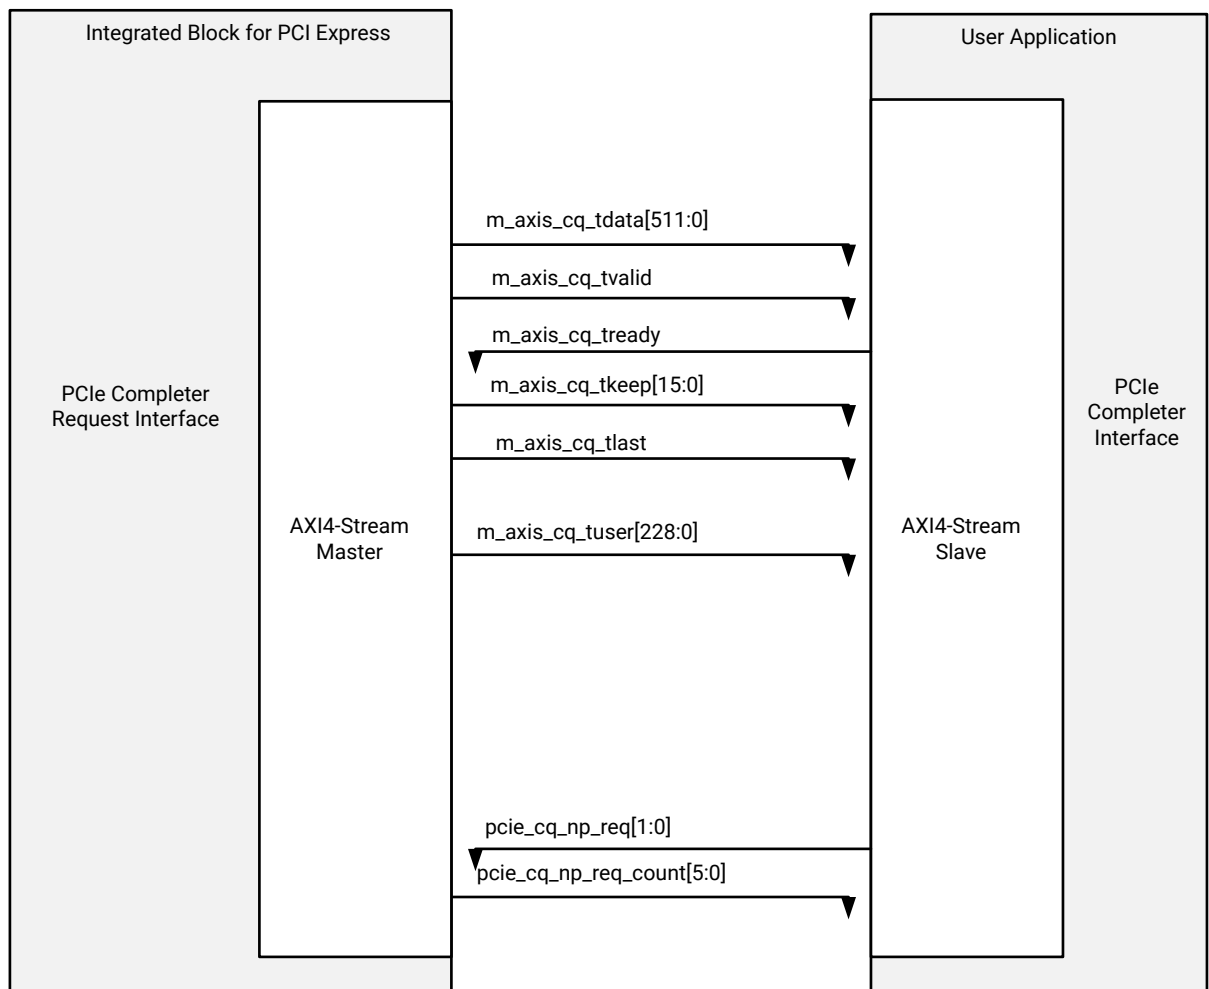 Integrated Block for PCI Express
User Application
m_axis_cq_tdata[511:0]
m_axis_cq_tvalid
m_axis_cq_tready
m_axis_cq_tkeep[15:0]
m_axis_cq_tlast
PCIe Completer
Request Interface
PCIe
Completer
Interface
AXI4-Stream
Master
m_axis_cq_tuser[228:0]
AXI4-Stream
Slave
pcie_cq_np_req[1:0]
pcie_cq_np_req_count[5:0]